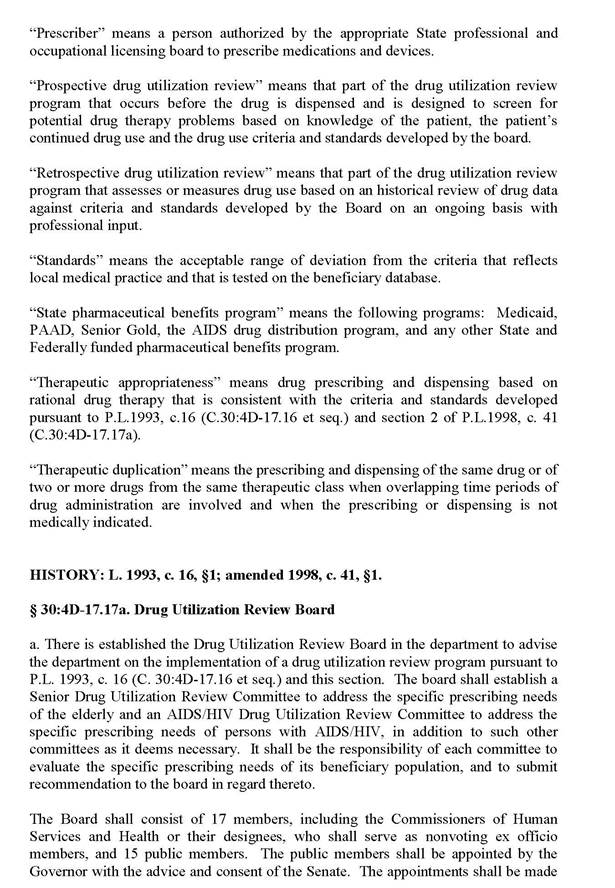 “Prescriber” means a person authorized by the appropriate State professional and
occupational licensing board to prescribe medications and devices.
“Prospective drug utilization review” means that part of the drug utilization review
program that occurs before the drug is dispensed and is designed to screen for
potential drug therapy problems based on knowledge of the patient, the patient’s
continued drug use and the drug use criteria and standards developed by the board.
“Retrospective drug utilization review” means that part of the drug utilization review
program that assesses or measures drug use based on an historical review of drug data
against criteria and standards developed by the Board on an ongoing basis with
professional input.
“Standards” means the acceptable range of deviation from the criteria that reflects
local medical practice and that is tested on the beneficiary database.
“State pharmaceutical benefits program” means the following programs: Medicaid,
PAAD, Senior Gold, the AIDS drug distribution program, and any other State and
Federally funded pharmaceutical benefits program.
“Therapeutic appropriateness” means drug prescribing and dispensing based on
rational drug therapy that is consistent with the criteria and standards developed
pursuant to P.L.1993, c.16 (C.30:4D-17.16 et seq.) and section 2 of P.L.1998, c. 41
(C.30:4D-17.17a).
“Therapeutic duplication” means the prescribing and dispensing of the same drug or of
two or more drugs from the same therapeutic class when overlapping time periods of
drug administration are involved and when the prescribing or dispensing is not
medically indicated.
HISTORY: L. 1993, c. 16, §1; amended 1998, c. 41, §1.
§ 30:4D-17.17a. Drug Utilization Review Board
a. There is established the Drug Utilization Review Board in the department to advise
the department on the implementation of a drug utilization review program pursuant to
P.L. 1993, c. 16 (C. 30:4D-17.16 et seq.) and this section. The board shall establish a
Senior Drug Utilization Review Committee to address the specific prescribing needs
of the elderly and an AIDS/HIV Drug Utilization Review Committee to address the
specific prescribing needs of persons with AIDS/HIV, in addition to such other
committees as it deems necessary. It shall be the responsibility of each committee to
evaluate the specific prescribing needs of its beneficiary population, and to submit
recommendation to the board in regard thereto.
The Board shall consist of 17 members, including the Commissioners of Human
Services and Health or their designees, who shall serve as nonvoting ex officio
members, and 15 public members. The public members shall be appointed by the
Governor with the advice and consent of the Senate. The appointments shall be made